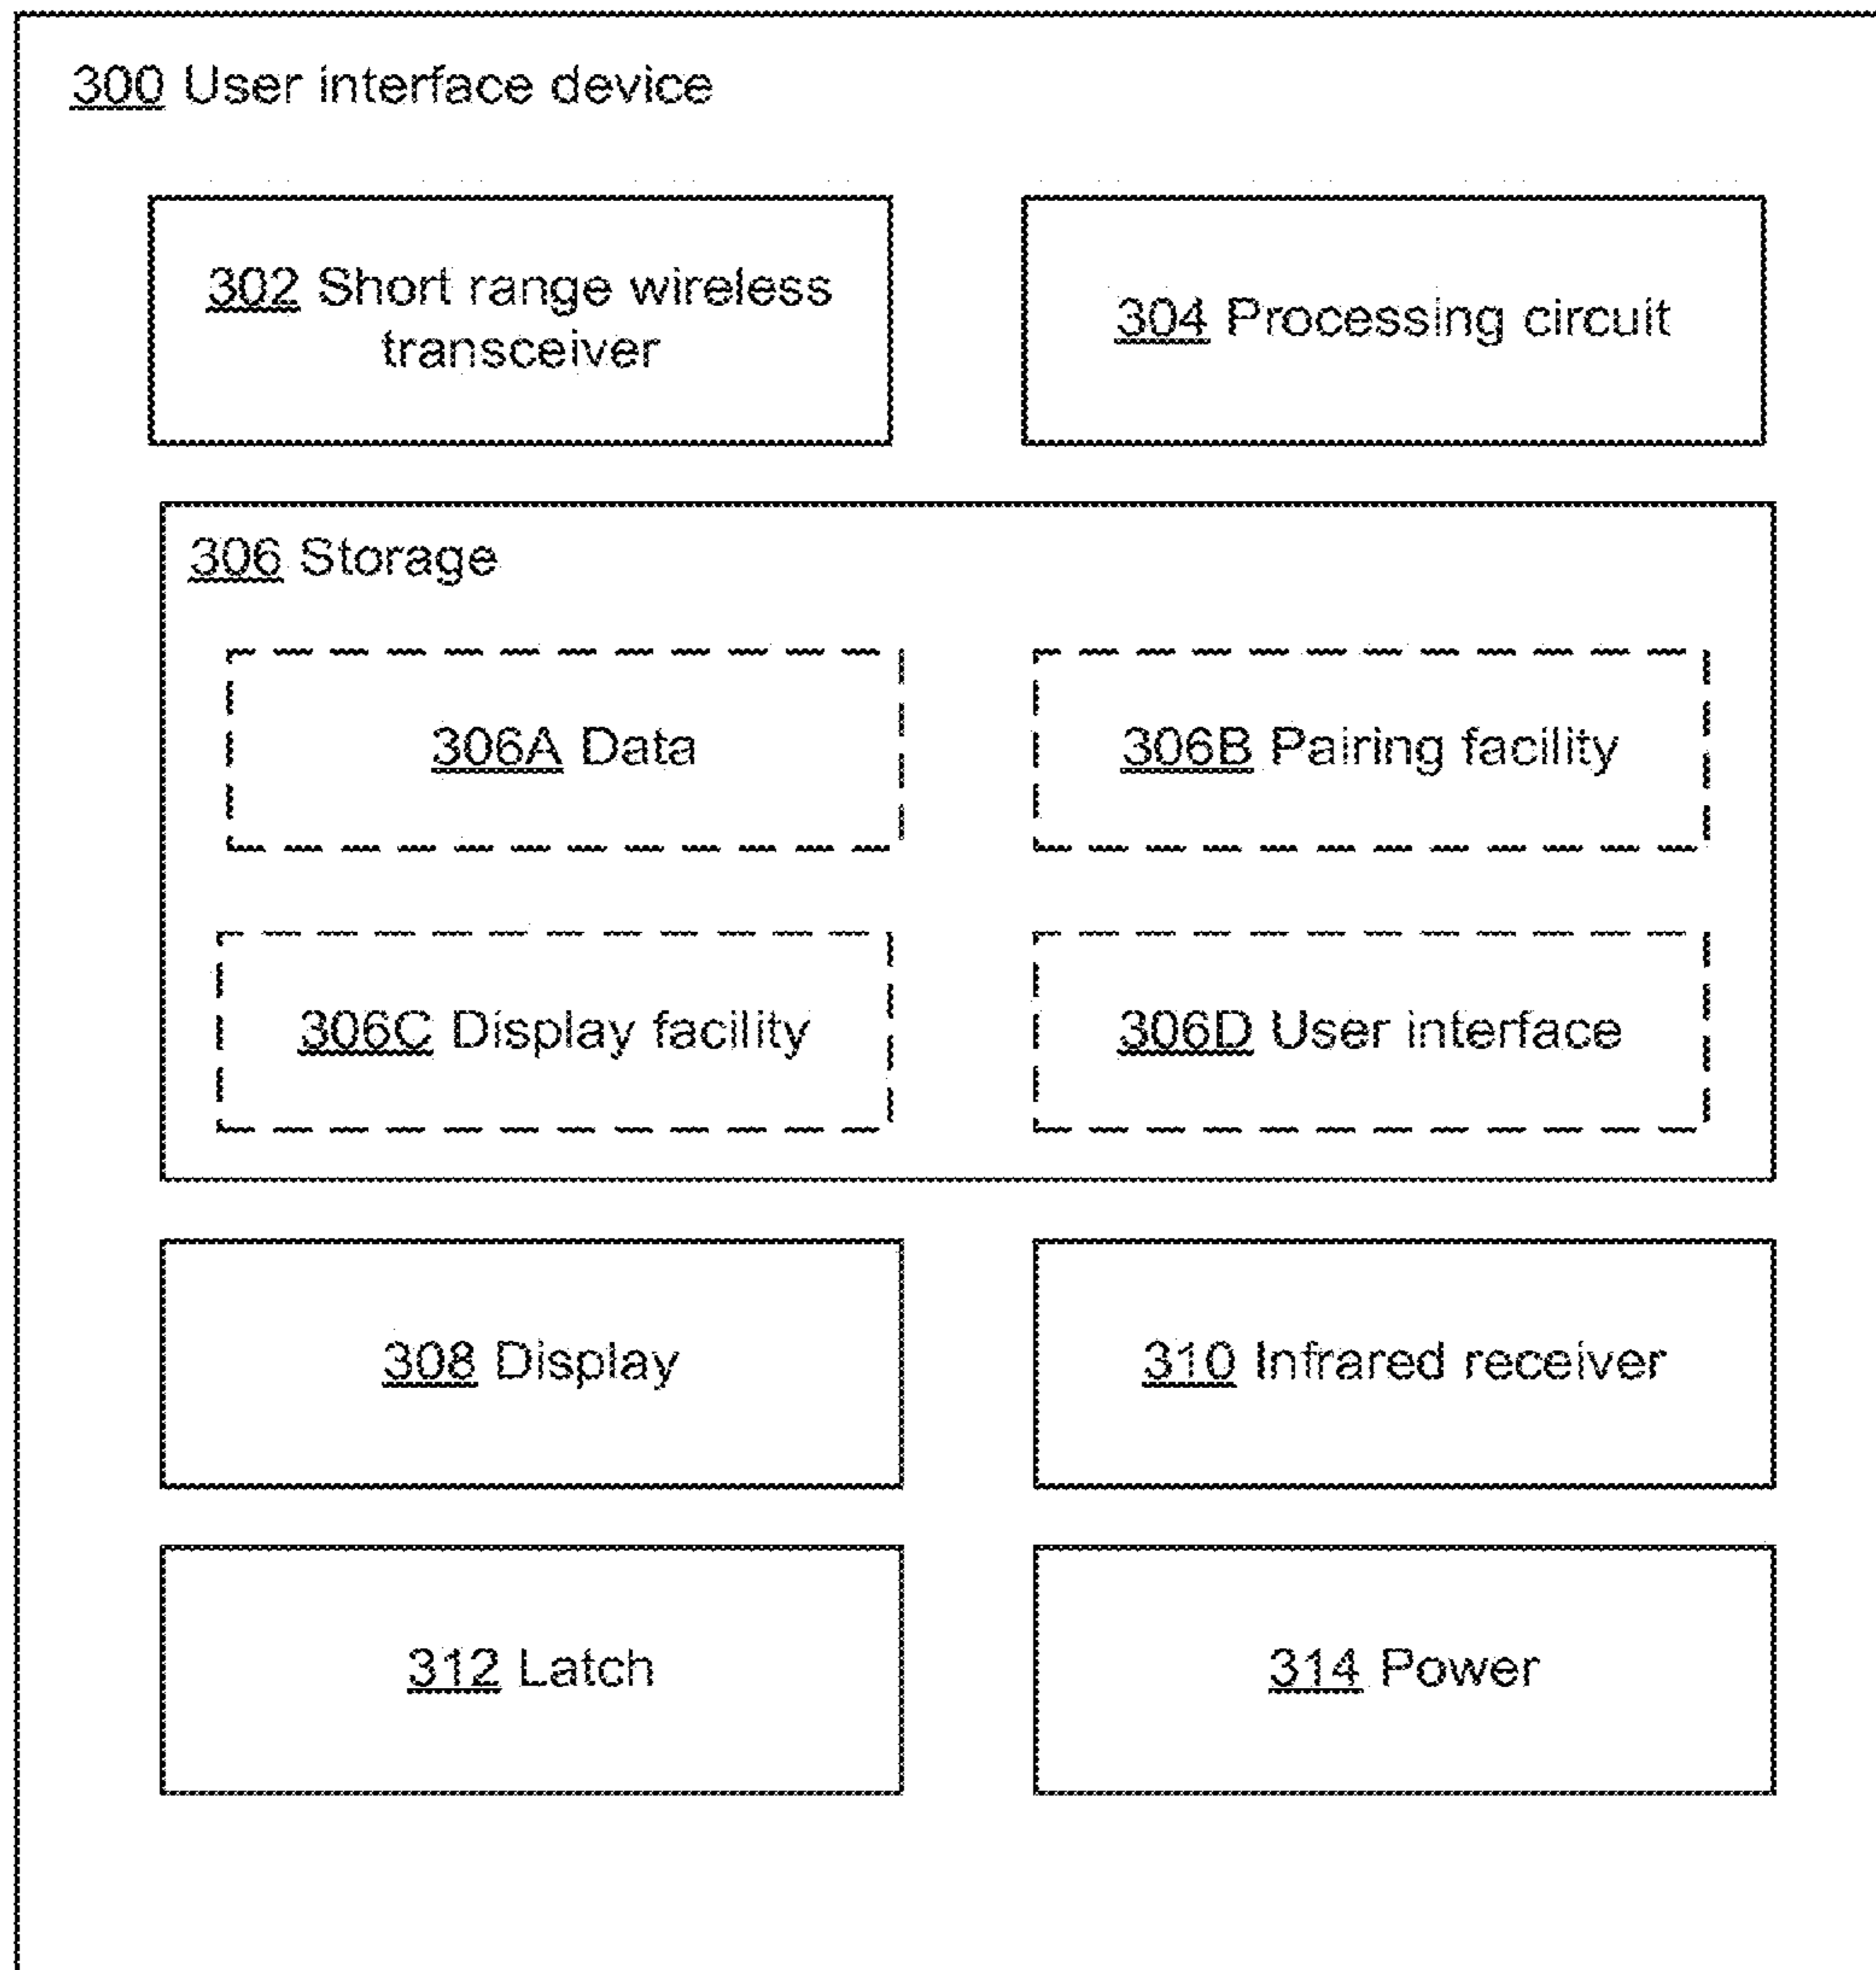 300 User interface device
302 Short range wireless
transceiver
304 Processing circuit
306 Storage
306A Data
306B Pairing facility
306C Display facility
306D User interface
308 Display
310 Infrared receiver
312 Latch
314 Power